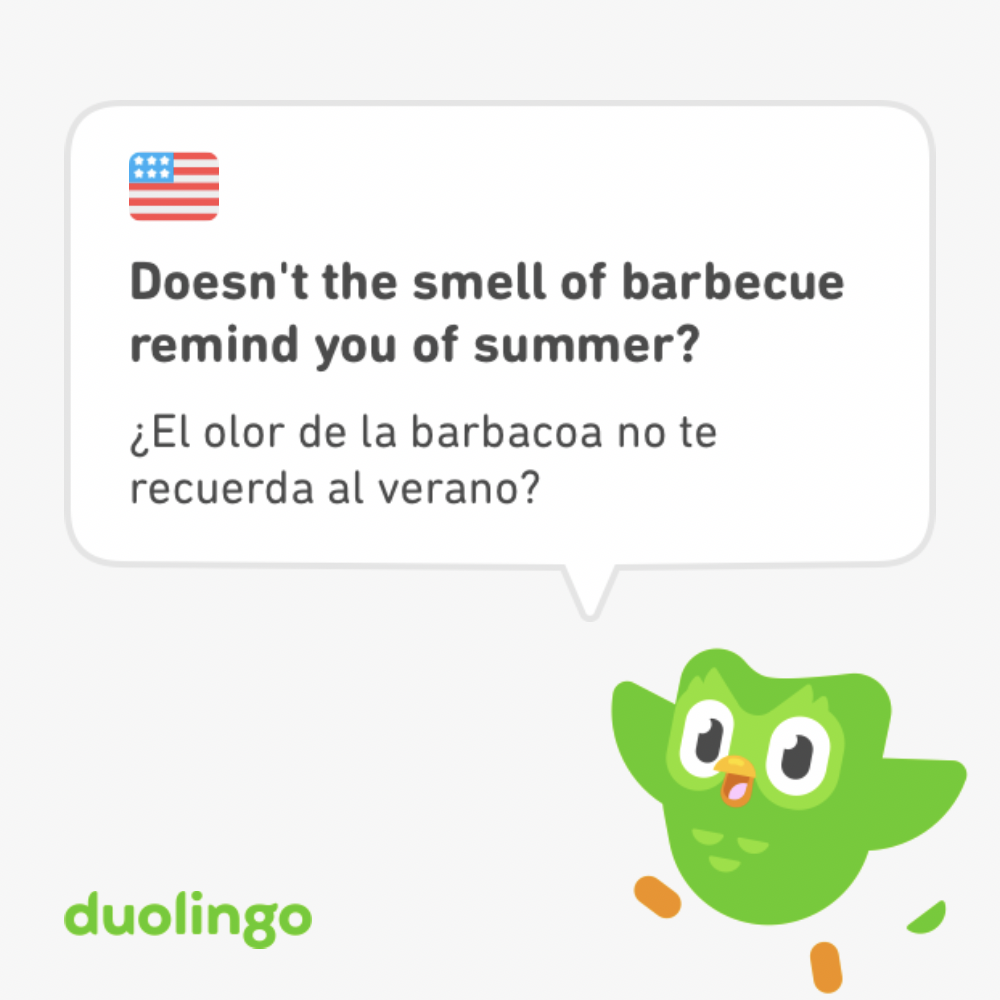 Doesn't the smell of barbecue
remind you of summer?
¿El olor de la barbacoa no te
recuerda al verano?
duolingo